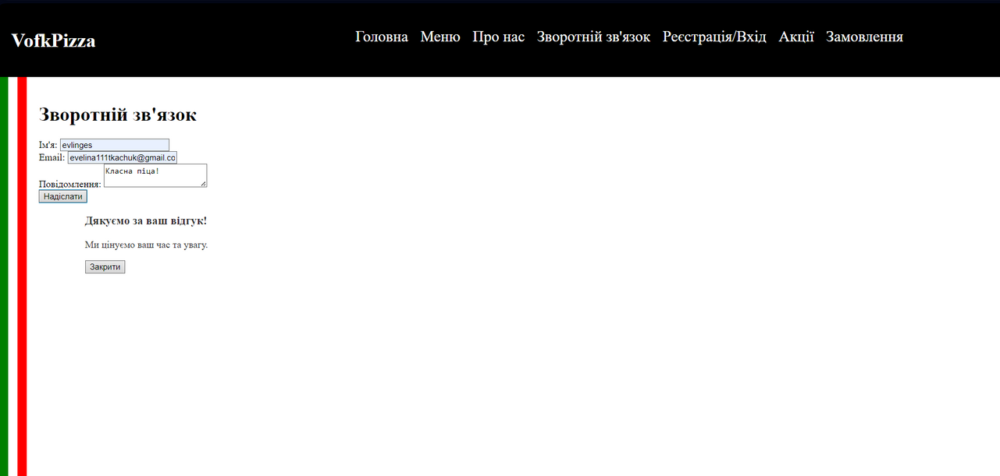 VofkPizza
Головна Меню Про нас Зворотній зв'язок Реєстрація/Вхід Акції Замовлення
Зворотній зв'язок
Ім'я: evlinges
Email: evelina111tkachuk@gmail.co
Повідомлення: Класна піца!
Надіслати
Дякуємо за ваш відгук!
Ми цінуємо ваш час та увагу.
Закрити